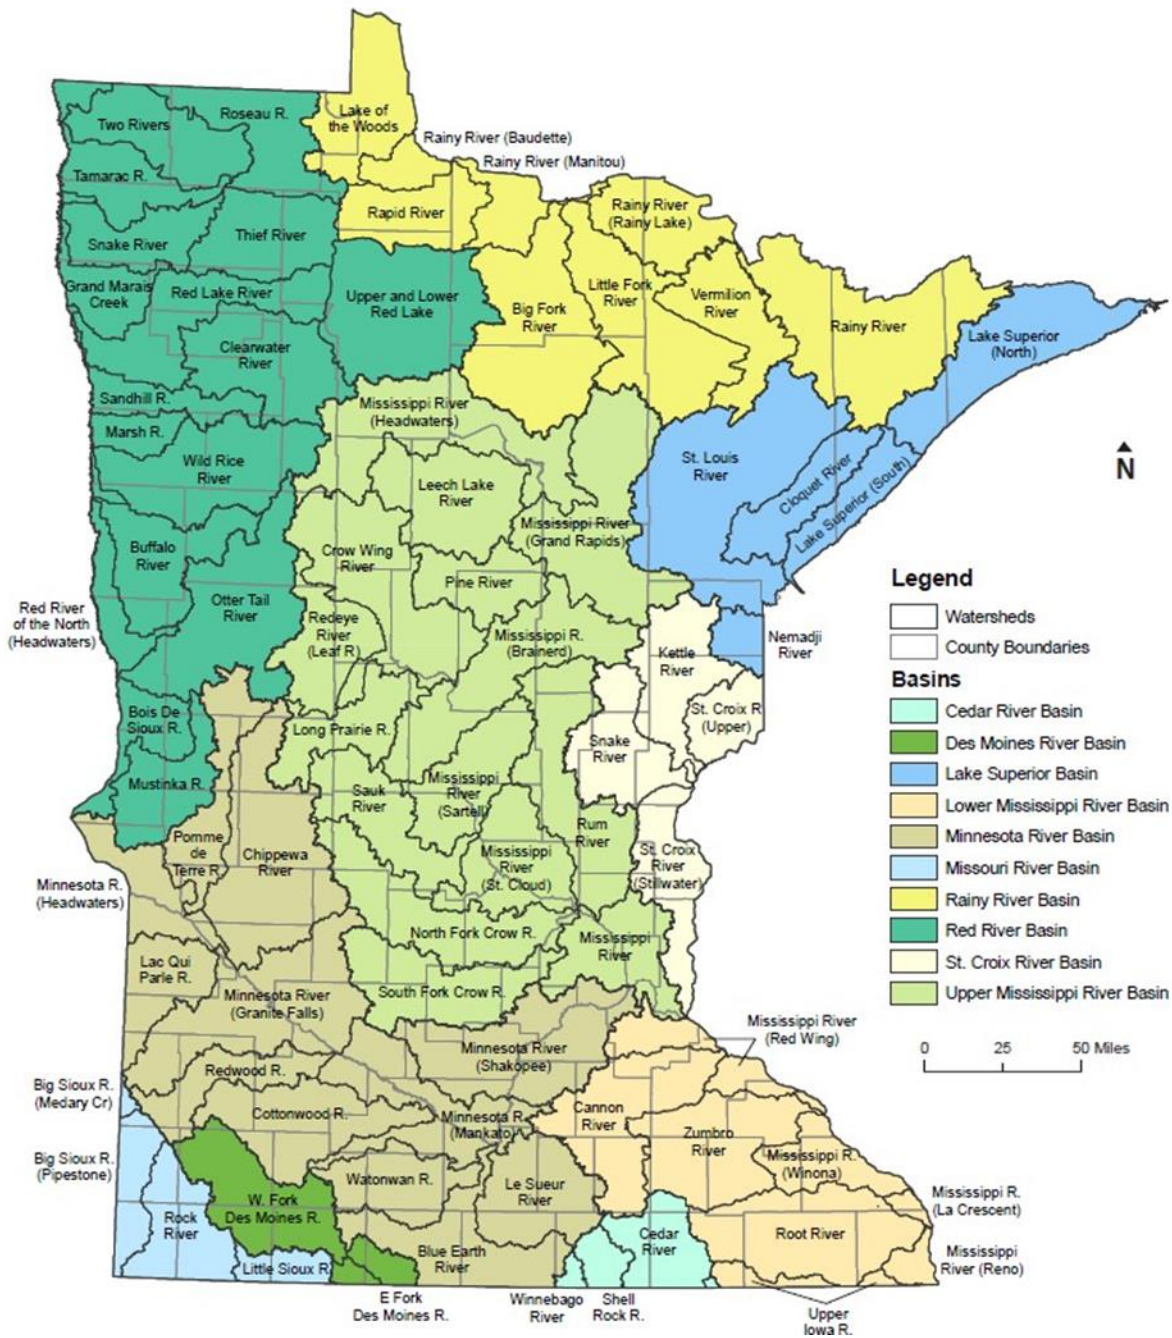 Two Rivers
Roseau R.
Lake of
the Woods
Rainy River (Baudette)
Rainy River (Manitou)
Tamarac R.
Rapid River
Rainy River
(Rainy Lake)
Snake River
Thief River
Grand Marais
Creek
Red Lake River
Upper and Lower
Red Lake
Big Fork
River
Little Fork
River
Vermilion
River
Rainy River
Lake Superior
(North)
Clearwater
River
Sandhill R.
Mississippi River
(Headwaters)
Marsh R.
Wild Rice
River
Leech Lake
River
St. Louis
River
Cloquet River
Lake Superior (South)
N
Mississippi River
(Grand Rapids)
Buffalo
River
Crow Wing
River
Pine River
Otter Tail
River
Red River
of the North
(Headwaters)
Redeye
River
(Leaf R)
Mississippi R.
(Brainerd)
Kettle
River
Nemadji
River
Legend
Watersheds
County Boundaries
Basins
Cedar River Basin
Des Moines River Basin
Lake Superior Basin
Lower Mississippi River Basin
Minnesota River Basin
Missouri River Basin
Rainy River Basin
Red River Basin
St. Croix River Basin
Upper Mississippi River Basin
0 25 50 Miles
Bois De
Sioux R.
Long Prairie R.
St. Croix R
(Upper)
Snake
River
Mustinka R.
Sauk
River
Mississippi
River
(Sartell)
Pomme
de
Terre R
Chippewa
River
Mississippi
River
(St. Cloud)
Rum
River
St. Croix
River
(Stillwater)
Minnesota R.
(Headwaters)
North Fork Crow R.
Mississippi
River
Lac Qui
Parle R.
South Fork Crow R.
Minnesota River
(Granite Falls)
Mississippi River
(Red Wing)
Minnesota River
(Shakopee)
Redwood R.
Big Sioux R.
(Medary Cr)
Cottonwood R.
Minnesota R.
(Mankato)
Cannon
River
Zumbro
River
Big Sioux R.
(Pipestone)
Watonwan R.
Le Sueur
River
Mississippi R.
(Winona)
Mississippi R.
(La Crescent)
W. Fork
Des Moines R.
Rock
River
Blue Earth
River
Cedar
River
Root River
Little Sioux R
Mississippi
River (Reno)
E Fork
Des Moines R.
Winnebago
River
Shell
Rock R.
Upper
Iowa R.